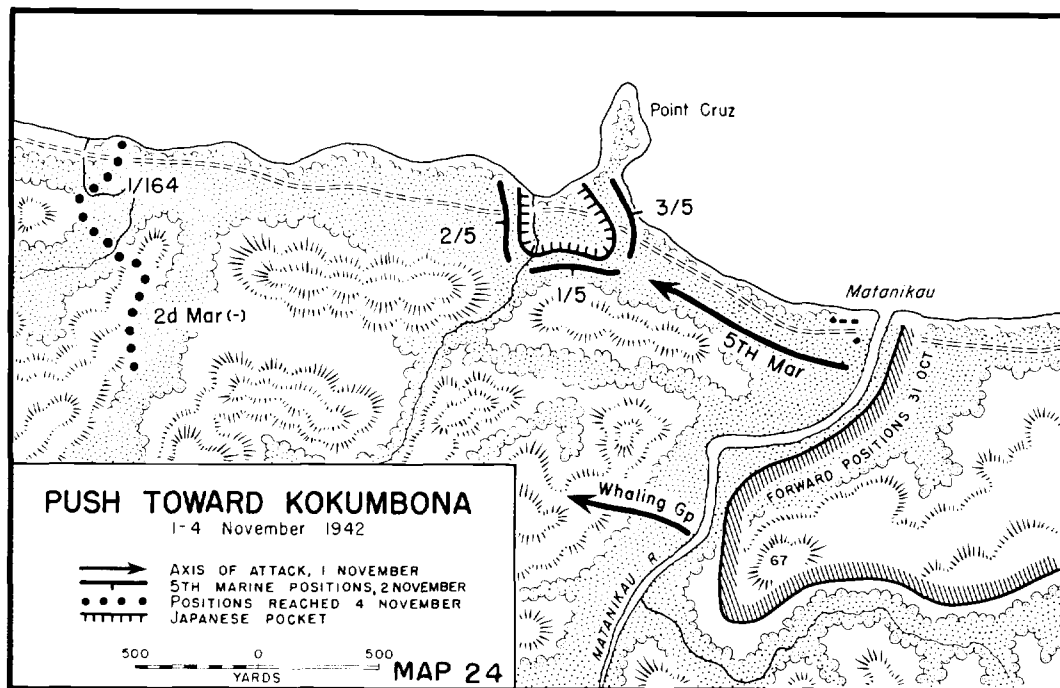 Point Cruz
1/164
3/5
2/5
2d Mar (-)
1/5
Matanikau
5TH Mar
FORWARD POSITIONS 31 OCT
Whaling Gp
67
MATANIKAU R.
PUSH TOWARD KOKUMBONA
1-4 November 1942
AXIS OF ATTACK, 1 NOVEMBER
5TH MARINE POSITIONS, 2 NOVEMBER
POSITIONS REACHED 4 NOVEMBER
JAPANESE POCKET
500 0 500
YARDS
MAP 24